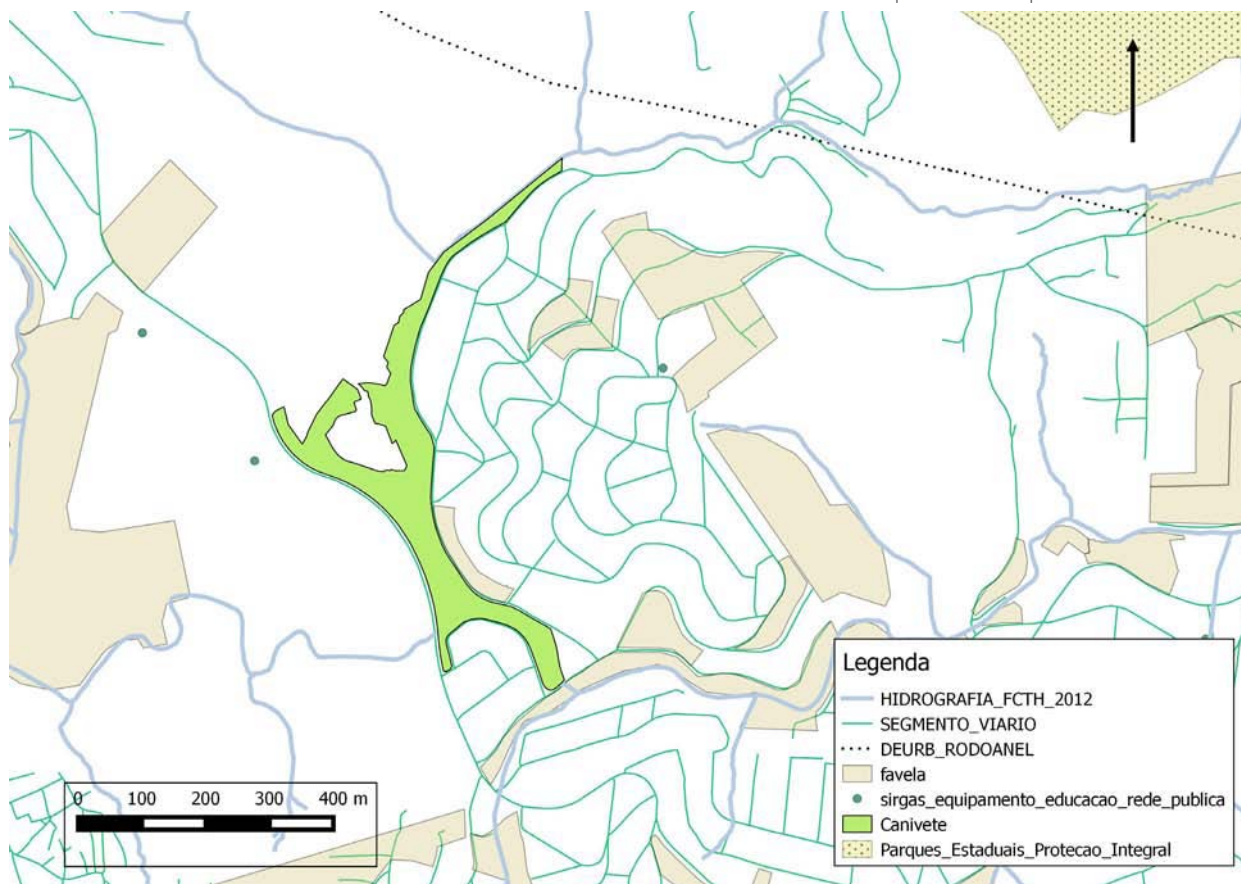 Legenda
HIDROGRAFIA_FCTH_2012
SEGMENTO_VIARIO
DEURB_RODOANEL
favela
sirgas_equipamento_educacao_rede_publica
Canivete
Parques_Estaduais_Protecao_Integral
0 100 200 300 400 m